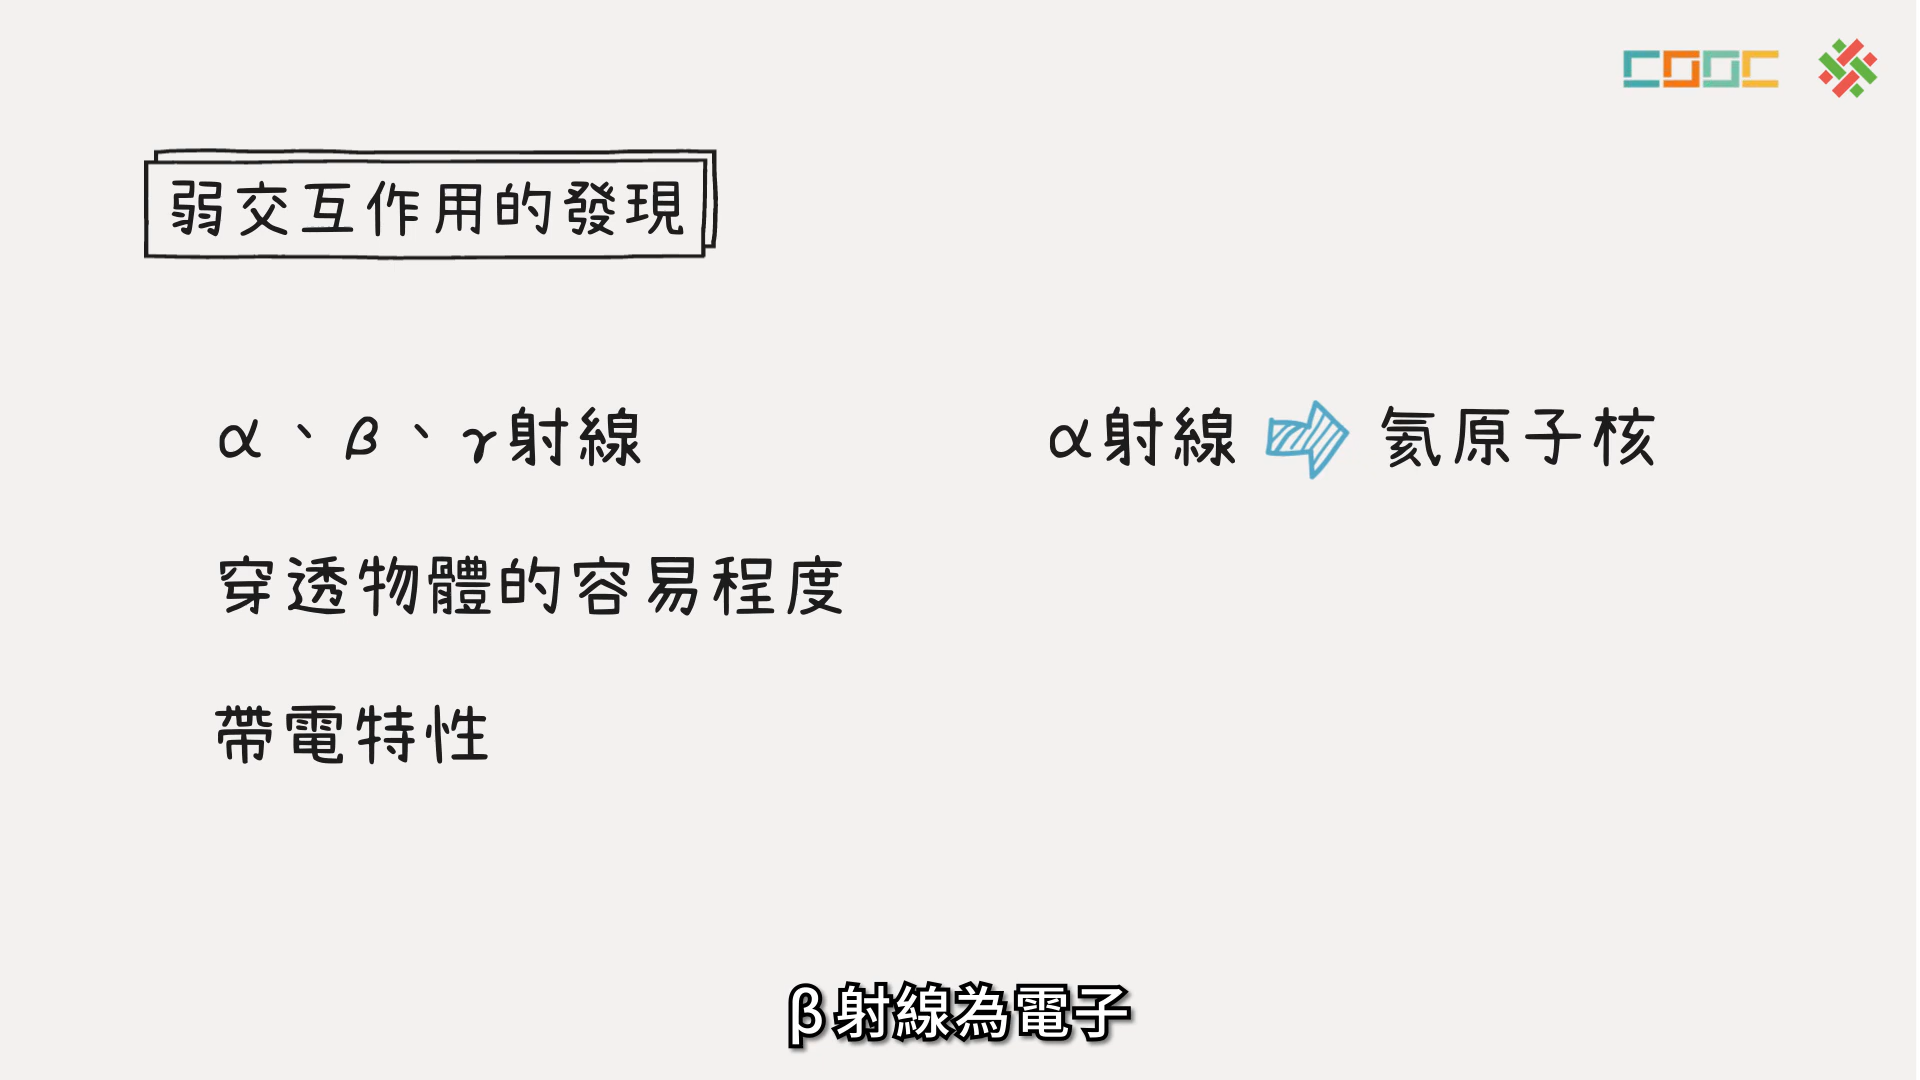 COOC
弱交互作用的發現
α、β、γ射線
α射線 氦原子核
穿透物體的容易程度
帶電特性
β射線為電子